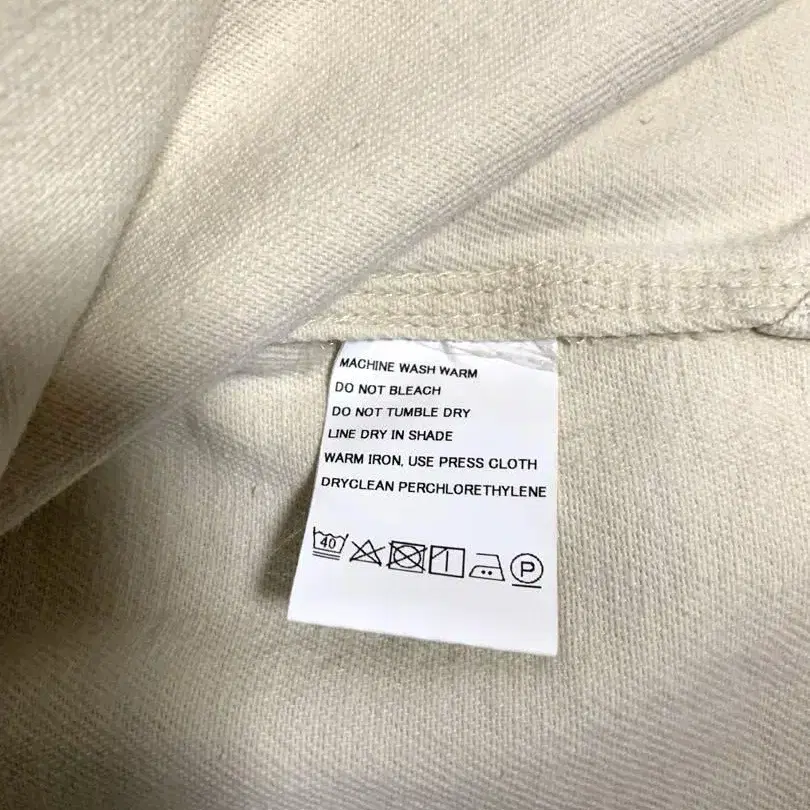 MACHINE WASH WARM
DO NOT BLEACH
DO NOT TUMBLE DRY
LINE DRY IN SHADE
WARM IRON, USE PRESS CLOTH
DRYCLEAN PERCHLORETHYLENE
40 P